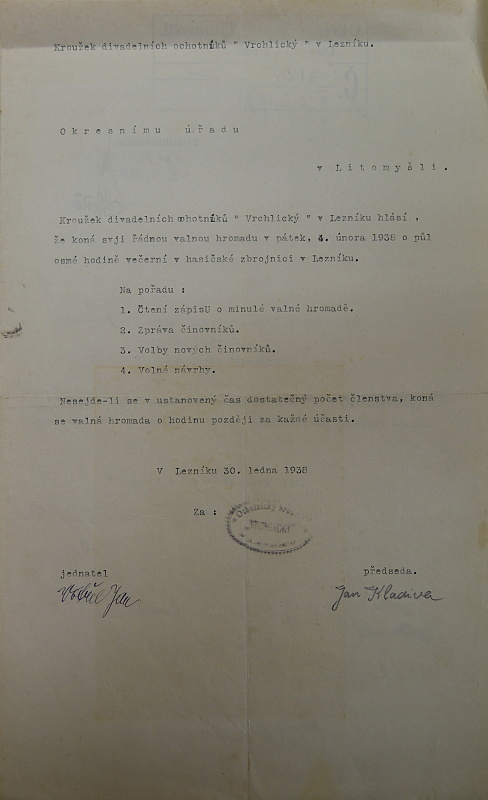 Kroužek divadelních ochotníků " Vrchlický " v Lezníku.
Okresnímu úřadu
v Litomyšli.
Kroužek divadelních ochotníků " Vrchlický " v Lezníku hlásí ,
že koná svji řádnou valnou hromadu v pátek, 4. února 1938 o půl
osmé hodině večerní v hasičské zbrojnici v Lezníku.
Na pořadu :
1. Čtení zápisU o minulé valné hromadě.
2. Zpráva činovníků.
3. Volby nových činovníků.
4. Volné návrhy.
Nesejde-li se v ustanovený čas dostatečný počet členstva, koná
se valná hromada o hodinu později za každé účasti.
V Lezníku 30. ledna 1938
Za :
Ochotnický
jednatel
předseda.
Jan
Jan Kladiva